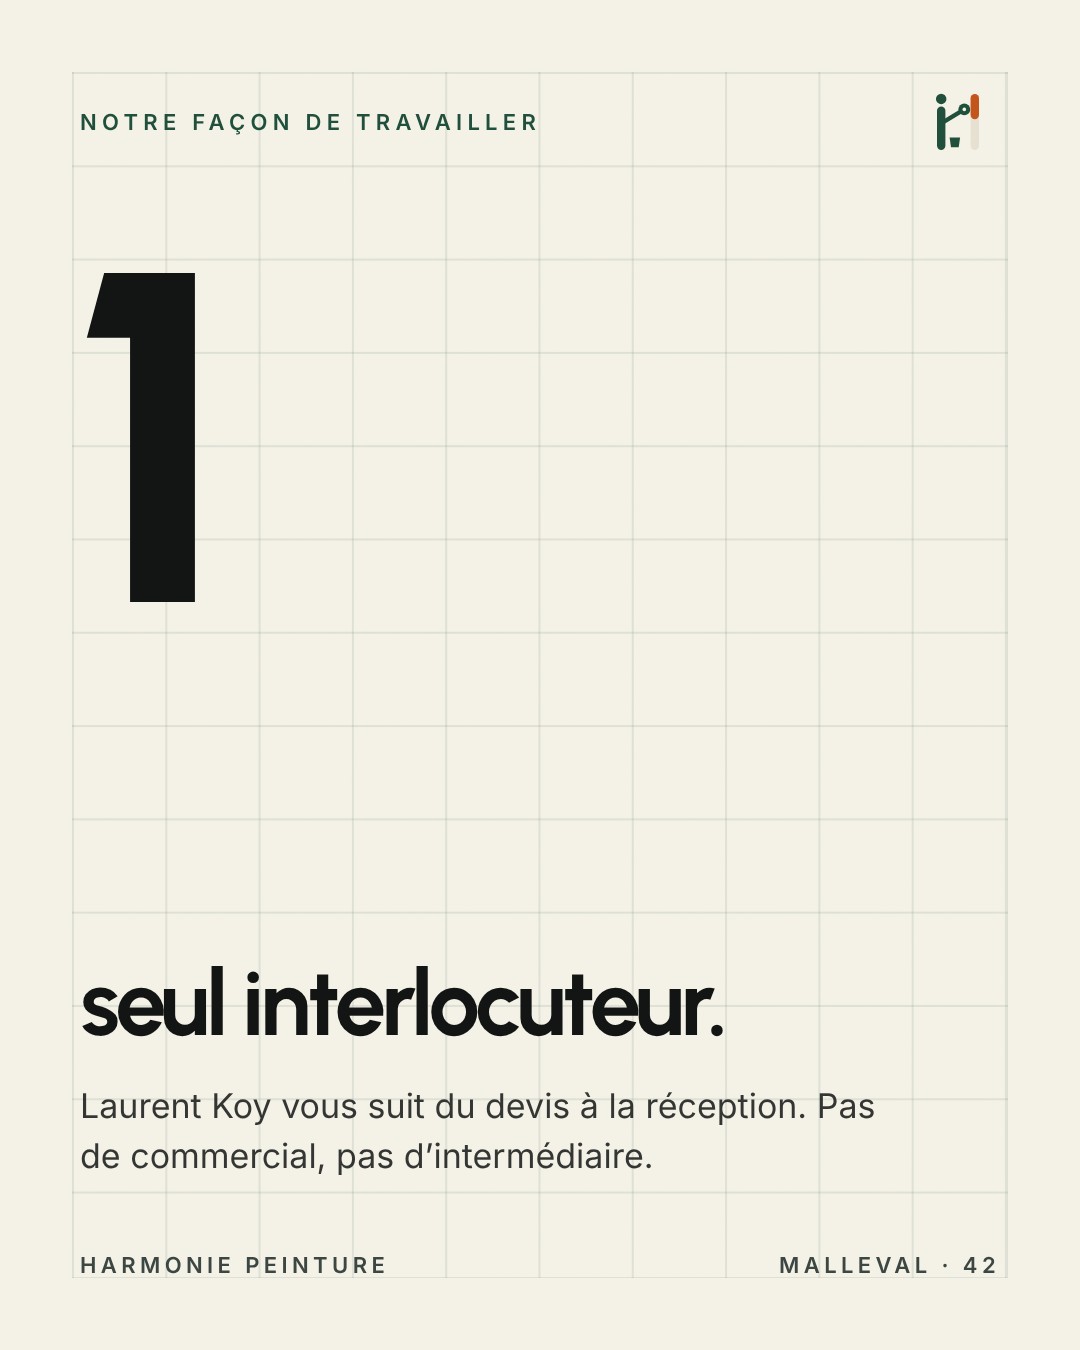 NOTRE FAÇON DE TRAVAILLER
1
seul interlocuteur.
Laurent Koy vous suit du devis à la réception. Pas
de commercial, pas d’intermédiaire.
HARMONIE PEINTURE
MALLEVAL · 42